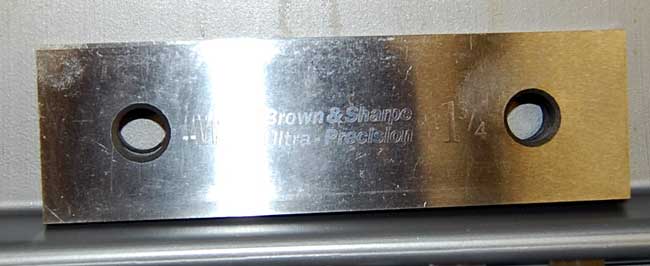 Brown & Sharpe
Ultra-Precision
1 3/4